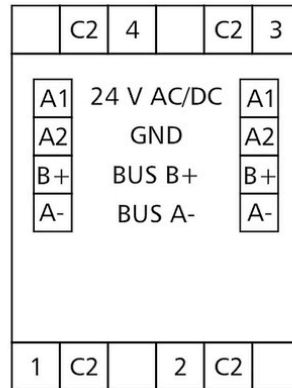 C2 4 C2 3
A1 24 V AC/DC A1
A2 GND A2
B+ BUS B+ B+
A- BUS A- A-
1 C2 2 C2